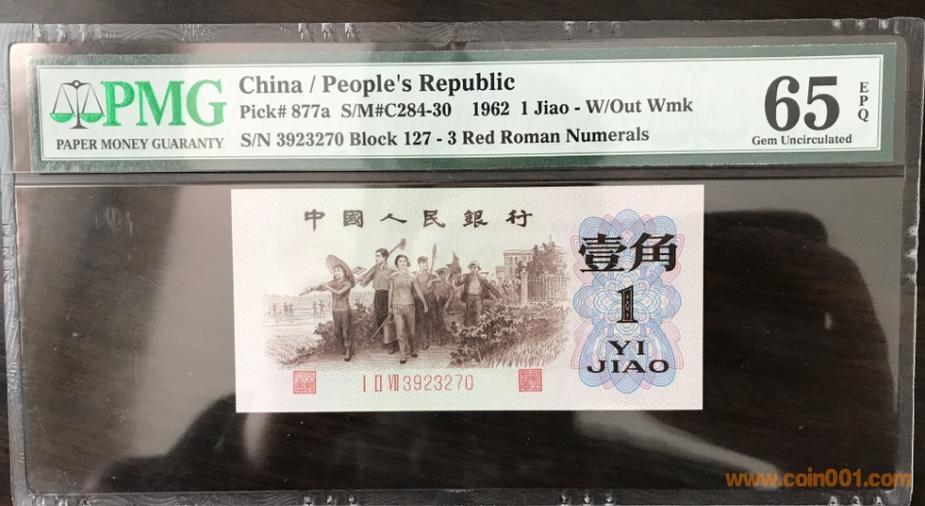 PMG
PAPER MONEY GUARANTY
China / People's Republic
Pick# 877a S/M#C284-30 1962 1 Jiao - W/Out Wmk
S/N 3923270 Block 127 - 3 Red Roman Numerals
65
EPQ
Gem Uncirculated
中國人民銀行
壹角
1
YI
JIAO
I II VII 3923270
www.coin001.com